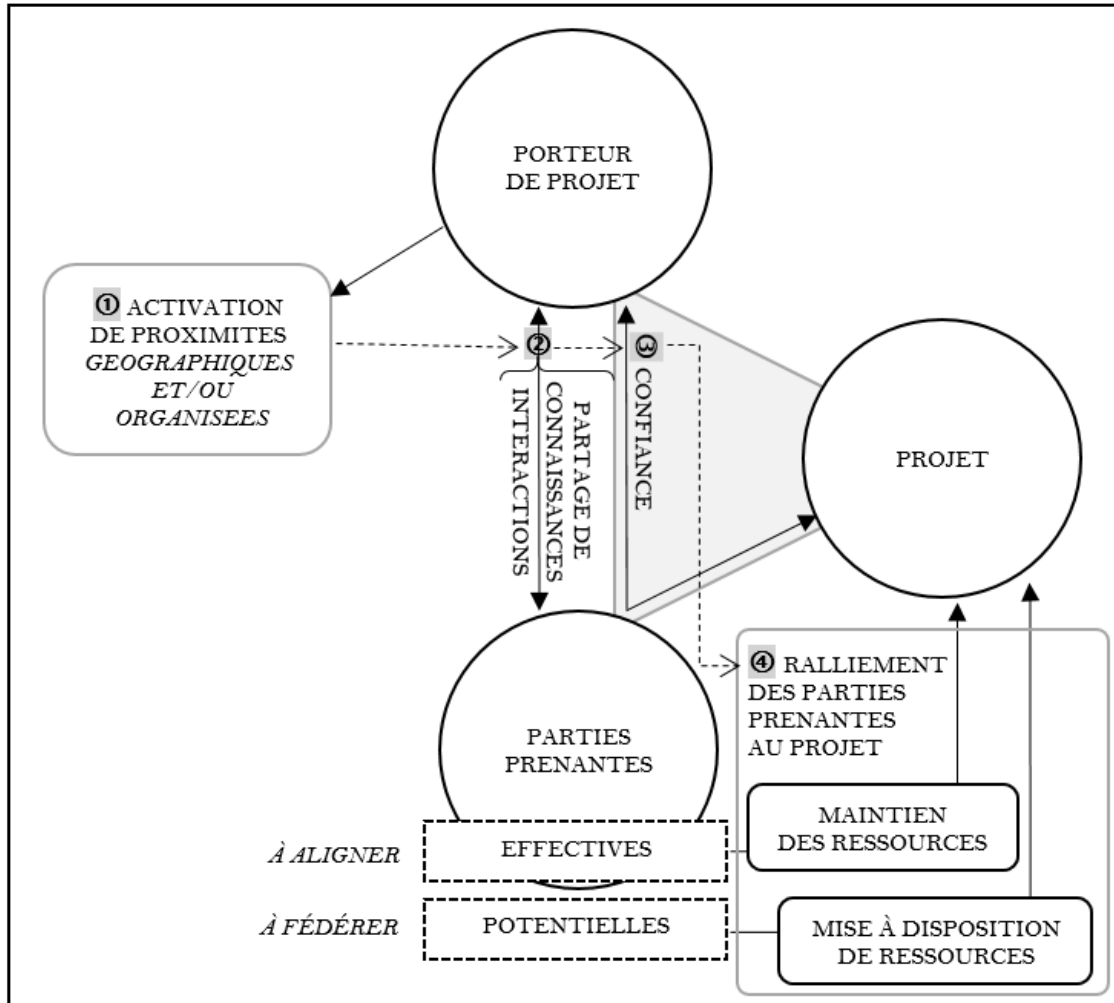 PORTEUR
DE PROJET
① ACTIVATION
DE PROXIMITES
GEOGRAPHIQUES
ET/OU
ORGANISEES
②
PARTAGE DE
CONNAISSANCES
INTERACTIONS
③ CONFIANCE
PROJET
④ RALLIEMENT
DES PARTIES
PRENANTES
AU PROJET
PARTIES
PRENANTES
MAINTIEN
DES RESSOURCES
À ALIGNER
EFFECTIVES
À FÉDÉRER
POTENTIELLES
MISE À DISPOSITION
DE RESSOURCES